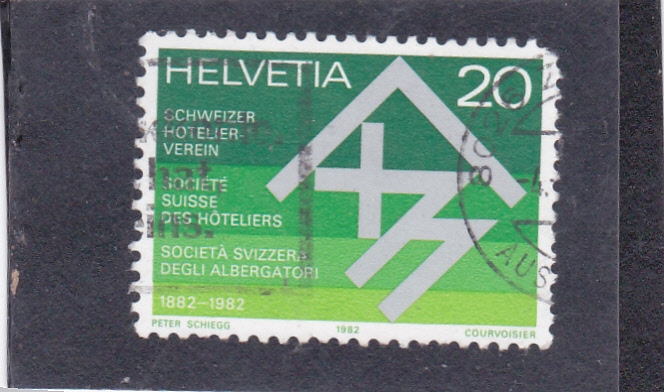 HELVETIA 20
SCHWEIZER
HOTELIER-
VEREIN
SOCIÉTÉ
SUISSE
DES HÔTELIERS
SOCIETÀ SVIZZERA
DEGLI ALBERGATORI
1882–1982
PETER SCHIEGG 1982 COURVOISIER
AUS